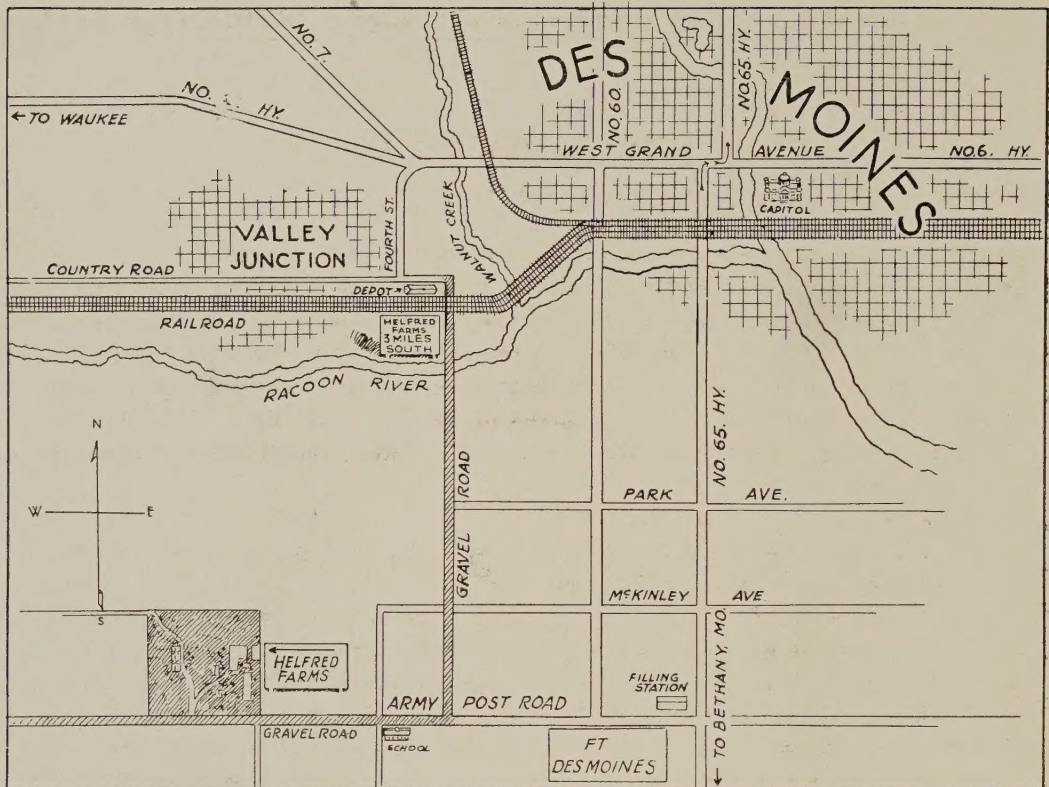 NO. 7.
DES
MOINES
NO. 60.
NO. 65. HY.
NO. HY.
← TO WAUKEE
WEST GRAND AVENUE
NO. 6. HY.
CAPITOL
WALNUT CREEK
FOURTH ST.
VALLEY
JUNCTION
COUNTRY ROAD
DEPOT→
RAILROAD
HELFRED
FARMS
3 MILES
SOUTH
RACOON RIVER
N
W E
S
GRAVEL ROAD
NO. 65. HY.
PARK AVE.
McKINLEY AVE.
HELFRED
FARMS
FILLING
STATION
ARMY POST ROAD
← TO BETHANY, MO.
GRAVEL ROAD
SCHOOL
FT
DES MOINES